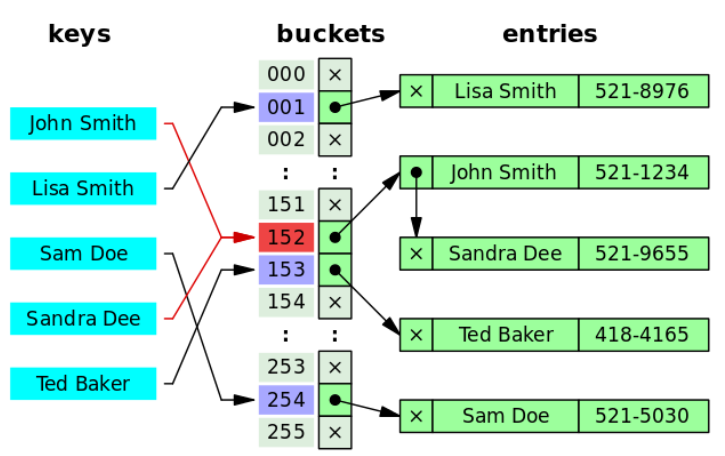 keys buckets entries
000 ×
× Lisa Smith 521-8976
001
John Smith
002 ×
: :
John Smith 521-1234
Lisa Smith
151 ×
152
Sam Doe
× Sandra Dee 521-9655
153
154 ×
Sandra Dee
: :
× Ted Baker 418-4165
253 ×
Ted Baker
254
× Sam Doe 521-5030
255 ×